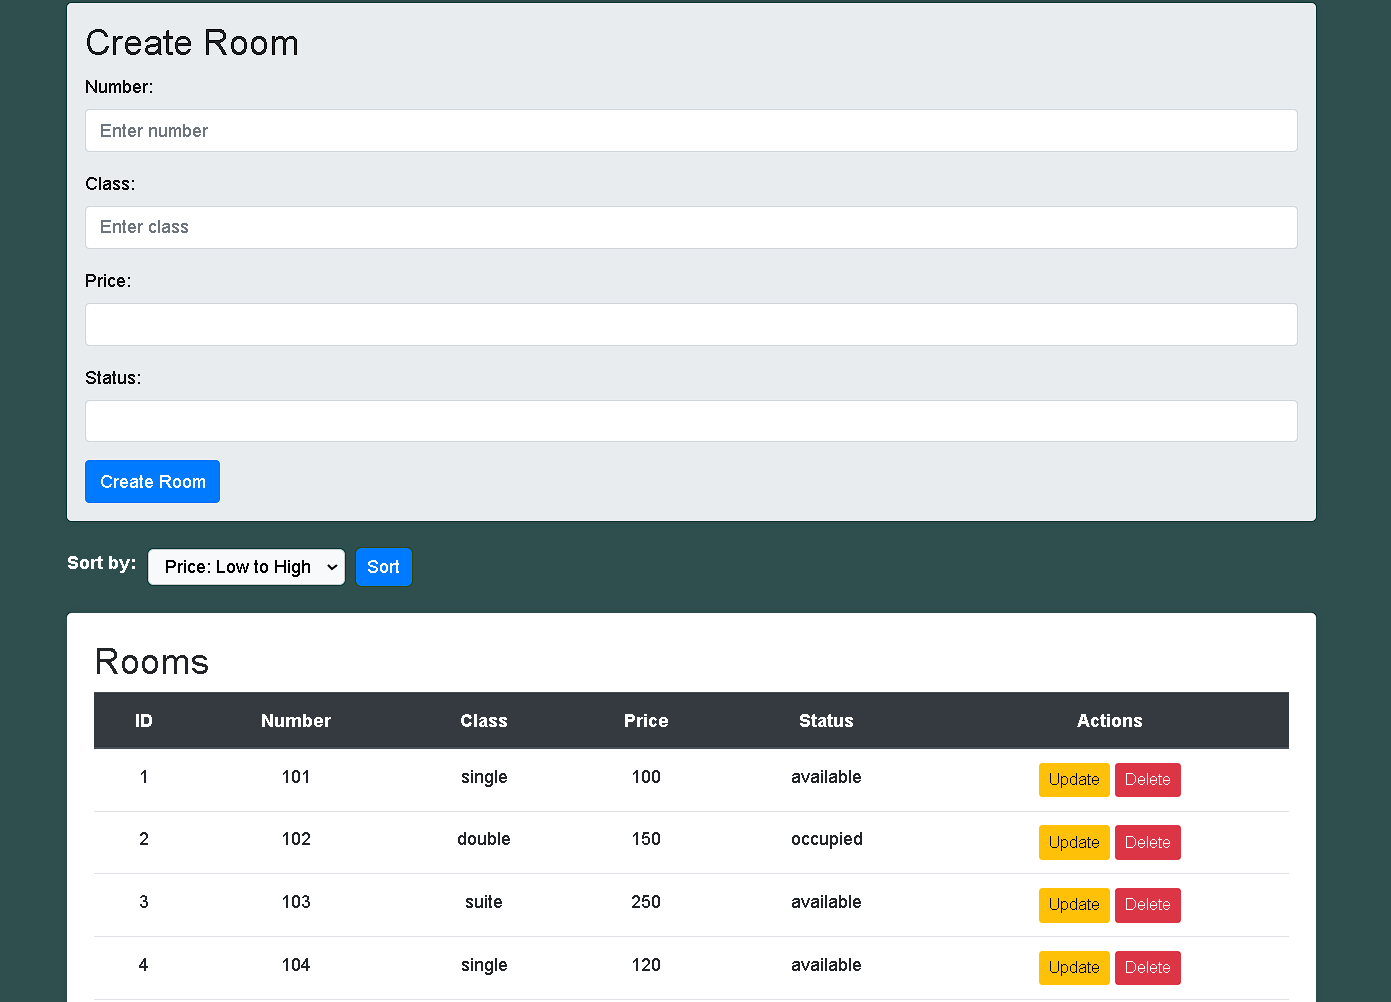 Create Room
Number:
Enter number
Class:
Enter class
Price:
Status:
Create Room
Sort by: Price: Low to High Sort
Rooms
ID Number Class Price Status Actions
1 101 single 100 available Update Delete
2 102 double 150 occupied Update Delete
3 103 suite 250 available Update Delete
4 104 single 120 available Update Delete